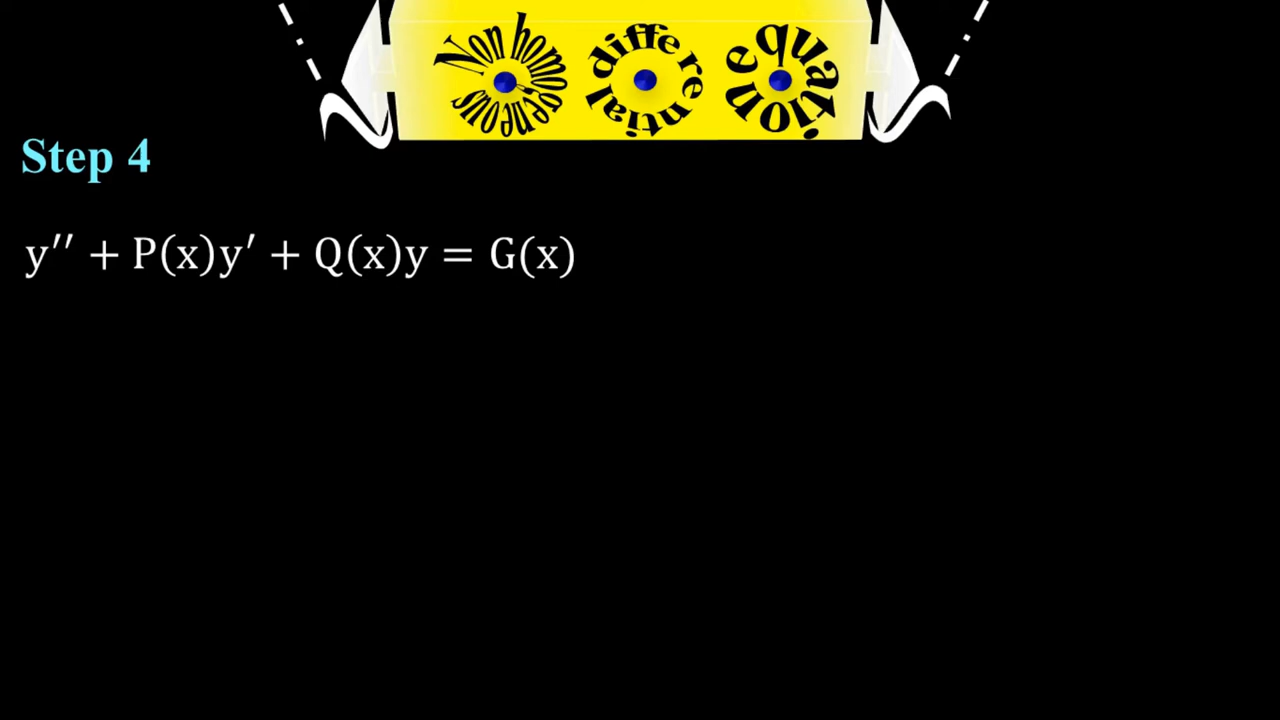 Non homogeneous differential equation
Step 4
y′′ + P(x)y′ + Q(x)y = G(x)